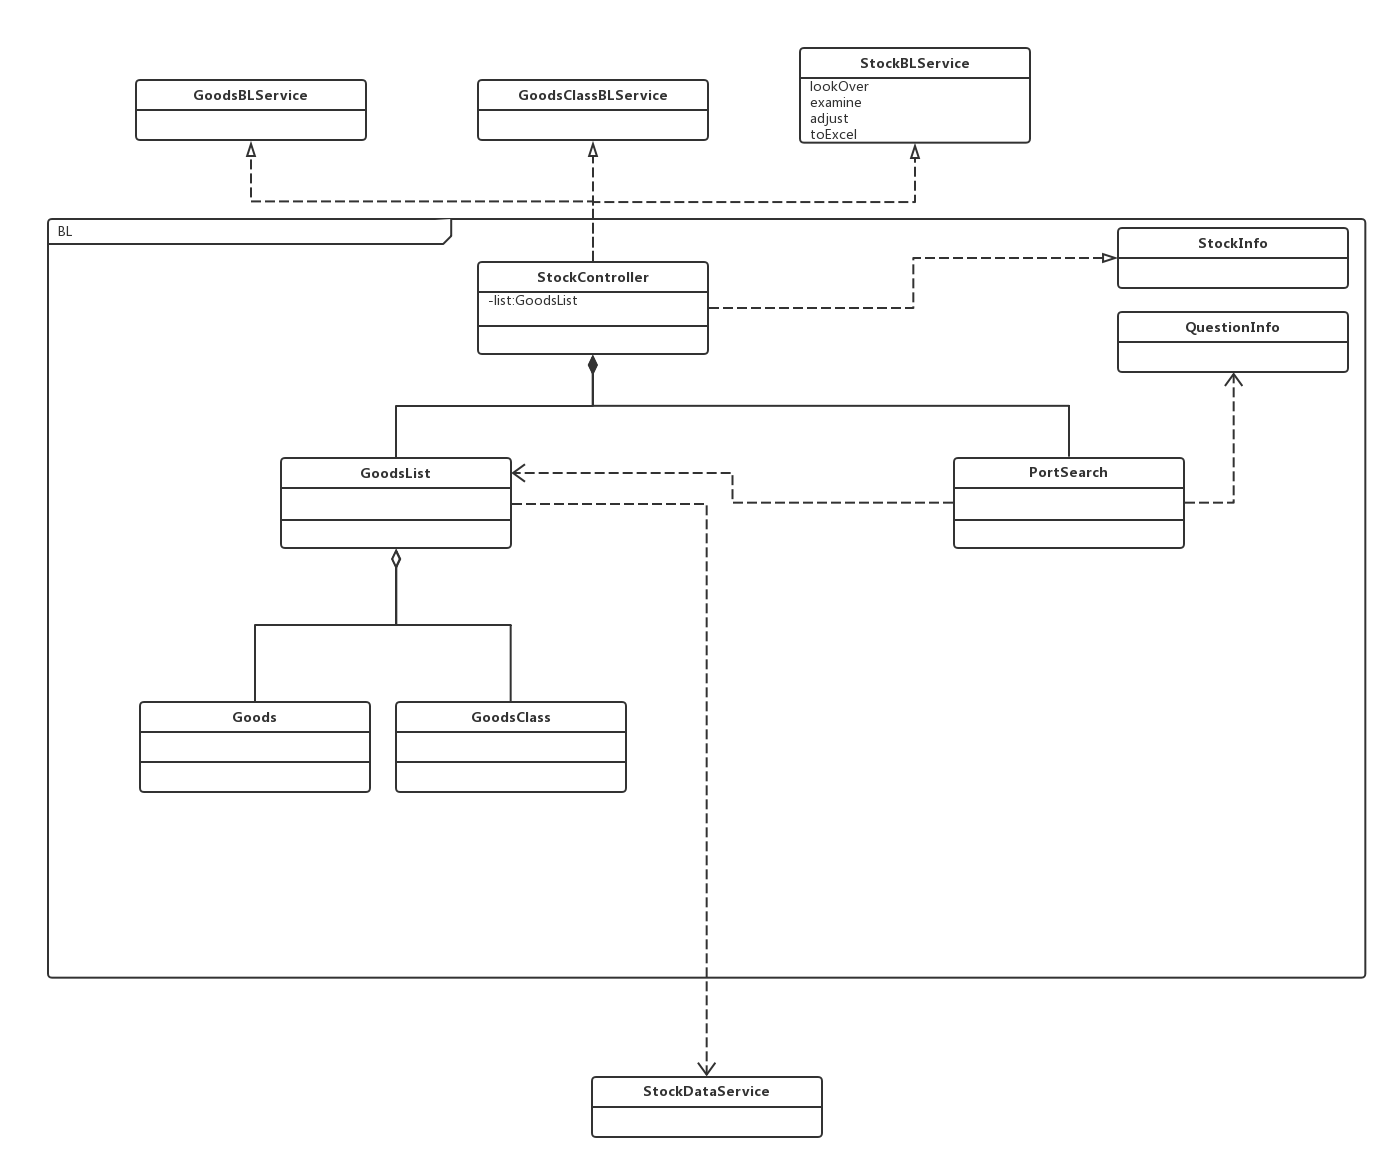 GoodsBLService
GoodsClassBLService
StockBLService
lookOver
examine
adjust
toExcel
BL
StockController
-list:GoodsList
StockInfo
QuestionInfo
GoodsList
PortSearch
Goods
GoodsClass
StockDataService